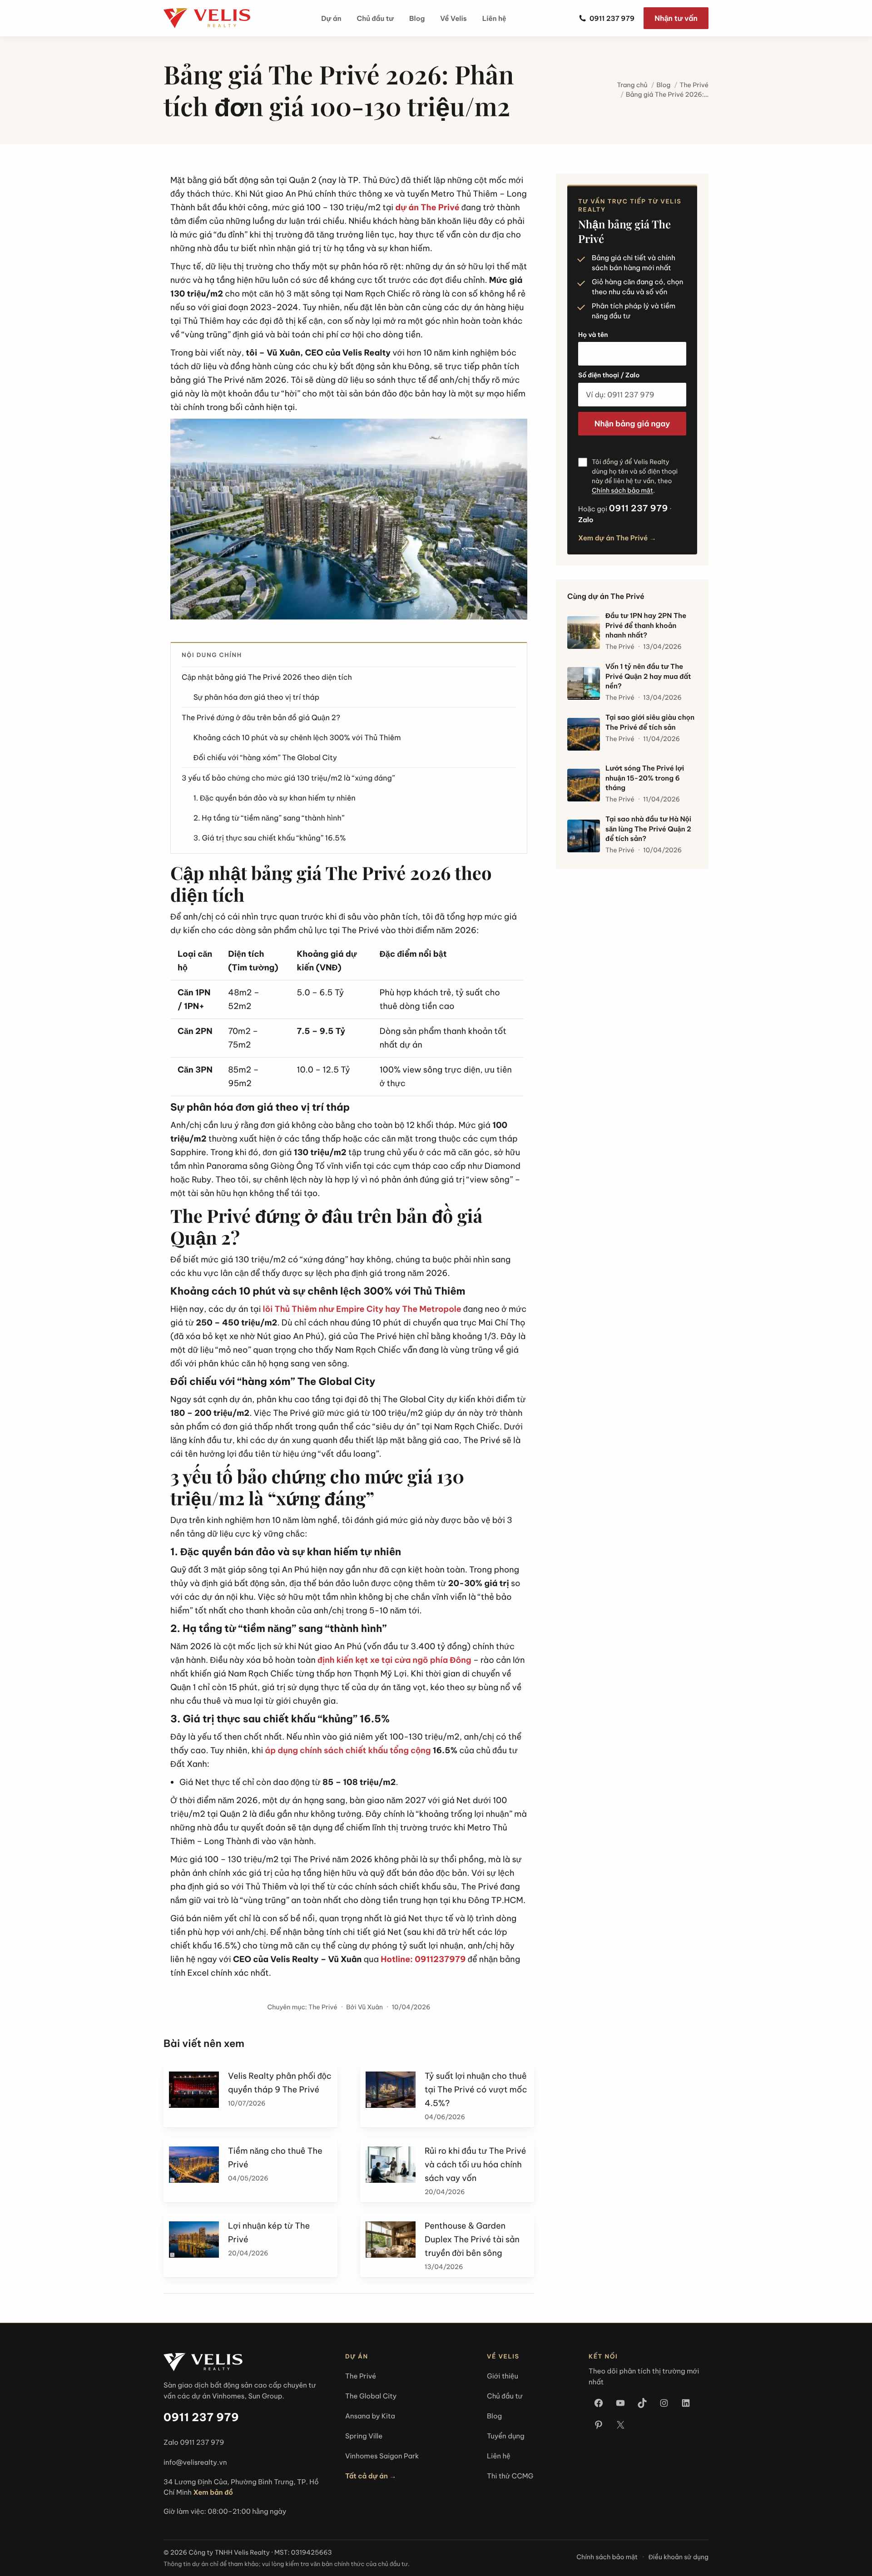 VELIS
REALTY
Dự án
Chủ đầu tư
Blog
Về Velis
Liên hệ
0911 237 979
Nhận tư vấn
Bảng giá The Privé 2026: Phân
tích đơn giá 100-130 triệu/m2
Trang chủ / Blog / The Privé
/ Bảng giá The Privé 2026:...
Mặt bằng giá bất động sản tại Quận 2 (nay là TP. Thủ Đức) đã thiết lập những cột mốc mới
đầy thách thức. Khi Nút giao An Phú chính thức thông xe và tuyến Metro Thủ Thiêm – Long
Thành bắt đầu khởi công, mức giá 100 – 130 triệu/m2 tại dự án The Privé đang trở thành
tâm điểm của những luồng dư luận trái chiều. Nhiều khách hàng băn khoăn liệu đây có phải
là mức giá “đu đỉnh” khi thị trường đã tăng trưởng liên tục, hay thực tế vẫn còn dư địa cho
những nhà đầu tư biết nhìn nhận giá trị từ hạ tầng và sự khan hiếm.
Thực tế, dữ liệu thị trường cho thấy một sự phân hóa rõ rệt: những dự án sở hữu lợi thế mặt
nước và hạ tầng hiện hữu luôn có sức đề kháng cực tốt trước các đợt điều chỉnh. Mức giá
130 triệu/m2 cho một căn hộ 3 mặt sông tại Nam Rạch Chiếc rõ ràng là con số không hề rẻ
nếu so với giai đoạn 2023-2024. Tuy nhiên, nếu đặt lên bàn cân cùng các dự án hàng hiệu
tại Thủ Thiêm hay các đại đô thị kế cận, con số này lại mở ra một góc nhìn hoàn toàn khác
về “vùng trũng” định giá và bài toán chi phí cơ hội cho dòng tiền.
Trong bài viết này, tôi – Vũ Xuân, CEO của Velis Realty với hơn 10 năm kinh nghiệm bóc
tách dữ liệu và đồng hành cùng các chu kỳ bất động sản khu Đông, sẽ trực tiếp phân tích
bảng giá The Privé năm 2026. Tôi sẽ dùng dữ liệu so sánh thực tế để anh/chị thấy rõ mức
giá này là một khoản đầu tư “hời” cho một tài sản bán đảo độc bản hay là một sự mạo hiểm
tài chính trong bối cảnh hiện tại.
NỘI DUNG CHÍNH
Cập nhật bảng giá The Privé 2026 theo diện tích
Sự phân hóa đơn giá theo vị trí tháp
The Privé đứng ở đâu trên bản đồ giá Quận 2?
Khoảng cách 10 phút và sự chênh lệch 300% với Thủ Thiêm
Đối chiếu với “hàng xóm” The Global City
3 yếu tố bảo chứng cho mức giá 130 triệu/m2 là “xứng đáng”
1. Đặc quyền bán đảo và sự khan hiếm tự nhiên
2. Hạ tầng từ “tiềm năng” sang “thành hình”
3. Giá trị thực sau chiết khấu “khủng” 16.5%
Cập nhật bảng giá The Privé 2026 theo
diện tích
Để anh/chị có cái nhìn trực quan trước khi đi sâu vào phân tích, tôi đã tổng hợp mức giá
dự kiến cho các dòng sản phẩm chủ lực tại The Privé vào thời điểm năm 2026:
Loại căn hộ
Diện tích (Tim tường)
Khoảng giá dự kiến (VNĐ)
Đặc điểm nổi bật
Căn 1PN / 1PN+
48m2 – 52m2
5.0 – 6.5 Tỷ
Phù hợp khách trẻ, tỷ suất cho thuê dòng tiền cao
Căn 2PN
70m2 – 75m2
7.5 – 9.5 Tỷ
Dòng sản phẩm thanh khoản tốt nhất dự án
Căn 3PN
85m2 – 95m2
10.0 – 12.5 Tỷ
100% view sông trực diện, ưu tiên ở thực
Sự phân hóa đơn giá theo vị trí tháp
Anh/chị cần lưu ý rằng đơn giá không cào bằng cho toàn bộ 12 khối tháp. Mức giá 100
triệu/m2 thường xuất hiện ở các tầng thấp hoặc các căn mặt trong thuộc các cụm tháp
Sapphire. Trong khi đó, đơn giá 130 triệu/m2 tập trung chủ yếu ở các mã căn góc, sở hữu
tầm nhìn Panorama sông Giòng Ông Tố vĩnh viễn tại các cụm tháp cao cấp như Diamond
hoặc Ruby. Theo tôi, sự chênh lệch này là hợp lý vì nó phản ánh đúng giá trị “view sông” –
một tài sản hữu hạn không thể tái tạo.
The Privé đứng ở đâu trên bản đồ giá
Quận 2?
Để biết mức giá 130 triệu/m2 có “xứng đáng” hay không, chúng ta buộc phải nhìn sang
các khu vực lân cận để thấy được sự lệch pha định giá trong năm 2026.
Khoảng cách 10 phút và sự chênh lệch 300% với Thủ Thiêm
Hiện nay, các dự án tại lõi Thủ Thiêm như Empire City hay The Metropole đang neo ở mức
giá từ 250 – 450 triệu/m2. Dù chỉ cách nhau đúng 10 phút di chuyển qua trục Mai Chí Thọ
(đã xóa bỏ kẹt xe nhờ Nút giao An Phú), giá của The Privé hiện chỉ bằng khoảng 1/3. Đây là
một dữ liệu “mỏ neo” quan trọng cho thấy Nam Rạch Chiếc vẫn đang là vùng trũng về giá
đối với phân khúc căn hộ hạng sang ven sông.
Đối chiếu với “hàng xóm” The Global City
Ngay sát cạnh dự án, phân khu cao tầng tại đại đô thị The Global City dự kiến khởi điểm từ
180 – 200 triệu/m2. Việc The Privé giữ mức giá từ 100 triệu/m2 giúp dự án này trở thành
sản phẩm có đơn giá thấp nhất trong quần thể các “siêu dự án” tại Nam Rạch Chiếc. Dưới
lăng kính đầu tư, khi các dự án xung quanh đều thiết lập mặt bằng giá cao, The Privé sẽ là
cái tên hưởng lợi đầu tiên từ hiệu ứng “vết dầu loang”.
3 yếu tố bảo chứng cho mức giá 130
triệu/m2 là “xứng đáng”
Dựa trên kinh nghiệm hơn 10 năm làm nghề, tôi đánh giá mức giá này được bảo vệ bởi 3
nền tảng dữ liệu cực kỳ vững chắc:
1. Đặc quyền bán đảo và sự khan hiếm tự nhiên
Quỹ đất 3 mặt giáp sông tại An Phú hiện nay gần như đã cạn kiệt hoàn toàn. Trong phong
thủy và định giá bất động sản, địa thế bán đảo luôn được cộng thêm từ 20-30% giá trị so
với các dự án nội khu. Việc sở hữu một tầm nhìn không bị che chắn vĩnh viễn là “thẻ bảo
hiểm” tốt nhất cho thanh khoản của anh/chị trong 5-10 năm tới.
2. Hạ tầng từ “tiềm năng” sang “thành hình”
Năm 2026 là cột mốc lịch sử khi Nút giao An Phú (vốn đầu tư 3.400 tỷ đồng) chính thức
vận hành. Điều này xóa bỏ hoàn toàn định kiến kẹt xe tại cửa ngõ phía Đông – rào cản lớn
nhất khiến giá Nam Rạch Chiếc từng thấp hơn Thạnh Mỹ Lợi. Khi thời gian di chuyển về
Quận 1 chỉ còn 15 phút, giá trị sử dụng thực tế của dự án tăng vọt, kéo theo sự bùng nổ về
nhu cầu thuê và mua lại từ giới chuyên gia.
3. Giá trị thực sau chiết khấu “khủng” 16.5%
Đây là yếu tố then chốt nhất. Nếu nhìn vào giá niêm yết 100-130 triệu/m2, anh/chị có thể
thấy cao. Tuy nhiên, khi áp dụng chính sách chiết khấu tổng cộng 16.5% của chủ đầu tư
Đất Xanh:
• Giá Net thực tế chỉ còn dao động từ 85 – 108 triệu/m2.
Ở thời điểm năm 2026, một dự án hạng sang, bàn giao năm 2027 với giá Net dưới 100
triệu/m2 tại Quận 2 là điều gần như không tưởng. Đây chính là “khoảng trống lợi nhuận” mà
những nhà đầu tư quyết đoán sẽ tận dụng để chiếm lĩnh thị trường trước khi Metro Thủ
Thiêm – Long Thành đi vào vận hành.
Mức giá 100 – 130 triệu/m2 tại The Privé năm 2026 không phải là sự thổi phồng, mà là sự
phản ánh chính xác giá trị của hạ tầng hiện hữu và quỹ đất bán đảo độc bản. Với sự lệch
pha định giá so với Thủ Thiêm và lợi thế từ các chính sách chiết khấu sâu, The Privé đang
nắm giữ vai trò là “vùng trũng” an toàn nhất cho dòng tiền trung hạn tại khu Đông TP.HCM.
Giá bán niêm yết chỉ là con số bề nổi, quan trọng nhất là giá Net thực tế và lộ trình dòng
tiền phù hợp với anh/chị. Để nhận bảng tính chi tiết giá Net (sau khi đã trừ hết các lớp
chiết khấu 16.5%) cho từng mã căn cụ thể cùng dự phóng tỷ suất lợi nhuận, anh/chị hãy
liên hệ ngay với CEO của Velis Realty – Vũ Xuân qua Hotline: 0911237979 để nhận bảng
tính Excel chính xác nhất.
Chuyên mục: The Privé · Bởi Vũ Xuân · 10/04/2026
TƯ VẤN TRỰC TIẾP TỪ VELIS
REALTY
Nhận bảng giá The
Privé
Bảng giá chi tiết và chính
sách bán hàng mới nhất
Giỏ hàng căn đang có, chọn
theo nhu cầu và số vốn
Phân tích pháp lý và tiềm
năng đầu tư
Họ và tên
Số điện thoại / Zalo
Ví dụ: 0911 237 979
Nhận bảng giá ngay
Tôi đồng ý để Velis Realty
dùng họ tên và số điện thoại
này để liên hệ tư vấn, theo
Chính sách bảo mật.
Hoặc gọi 0911 237 979 ·
Zalo
Xem dự án The Privé →
Cùng dự án The Privé
Đầu tư 1PN hay 2PN The
Privé để thanh khoản
nhanh nhất?
The Privé · 13/04/2026
Vốn 1 tỷ nên đầu tư The
Privé Quận 2 hay mua đất
nền?
The Privé · 13/04/2026
Tại sao giới siêu giàu chọn
The Privé để tích sản
The Privé · 11/04/2026
Lướt sóng The Privé lợi
nhuận 15-20% trong 6
tháng
The Privé · 11/04/2026
Tại sao nhà đầu tư Hà Nội
săn lùng The Privé Quận 2
để tích sản?
The Privé · 10/04/2026
Bài viết nên xem
Velis Realty phân phối độc
quyền tháp 9 The Privé
10/07/2026
Tỷ suất lợi nhuận cho thuê
tại The Privé có vượt mốc
4.5%?
04/06/2026
Tiềm năng cho thuê The
Privé
04/05/2026
Rủi ro khi đầu tư The Privé
và cách tối ưu hóa chính
sách vay vốn
20/04/2026
Lợi nhuận kép từ The
Privé
20/04/2026
Penthouse & Garden
Duplex The Privé tài sản
truyền đời bên sông
13/04/2026
VELIS
REALTY
Sàn giao dịch bất động sản cao cấp chuyên tư
vấn các dự án Vinhomes, Sun Group.
0911 237 979
Zalo 0911 237 979
info@velisrealty.vn
34 Lương Định Của, Phường Bình Trưng, TP. Hồ
Chí Minh Xem bản đồ
Giờ làm việc: 08:00–21:00 hằng ngày
DỰ ÁN
The Privé
The Global City
Ansana by Kita
Spring Ville
Vinhomes Saigon Park
Tất cả dự án →
VỀ VELIS
Giới thiệu
Chủ đầu tư
Blog
Tuyển dụng
Liên hệ
Thi thử CCMG
KẾT NỐI
Theo dõi phân tích thị trường mới
nhất
© 2026 Công ty TNHH Velis Realty · MST: 0319425663
Thông tin dự án chỉ để tham khảo; vui lòng kiểm tra văn bản chính thức của chủ đầu tư.
Chính sách bảo mật · Điều khoản sử dụng